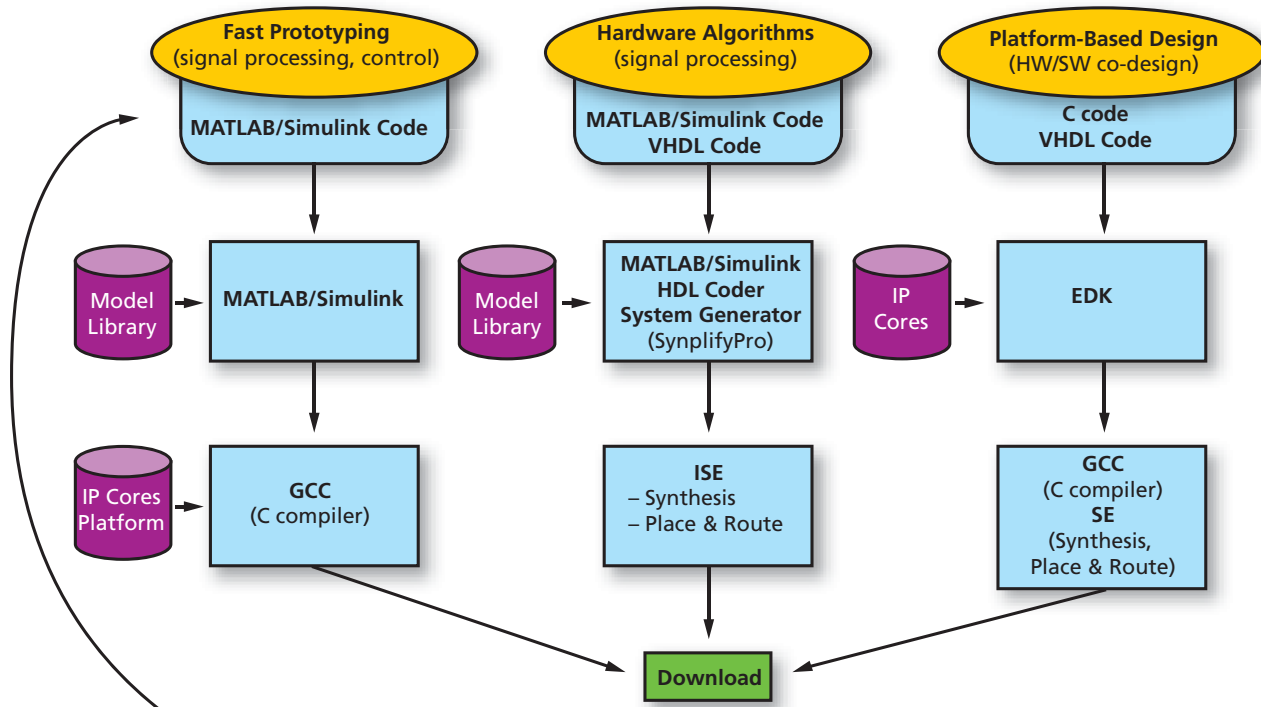 Fast Prototyping
(signal processing, control)
MATLAB/Simulink Code
Hardware Algorithms
(signal processing)
MATLAB/Simulink Code
VHDL Code
Platform-Based Design
(HW/SW co-design)
C code
VHDL Code
Model
Library
MATLAB/Simulink
Model
Library
MATLAB/Simulink
HDL Coder
System Generator
(SynplifyPro)
IP
Cores
EDK
IP Cores
Platform
GCC
(C compiler)
ISE
– Synthesis
– Place & Route
GCC
(C compiler)
SE
(Synthesis,
Place & Route)
Download